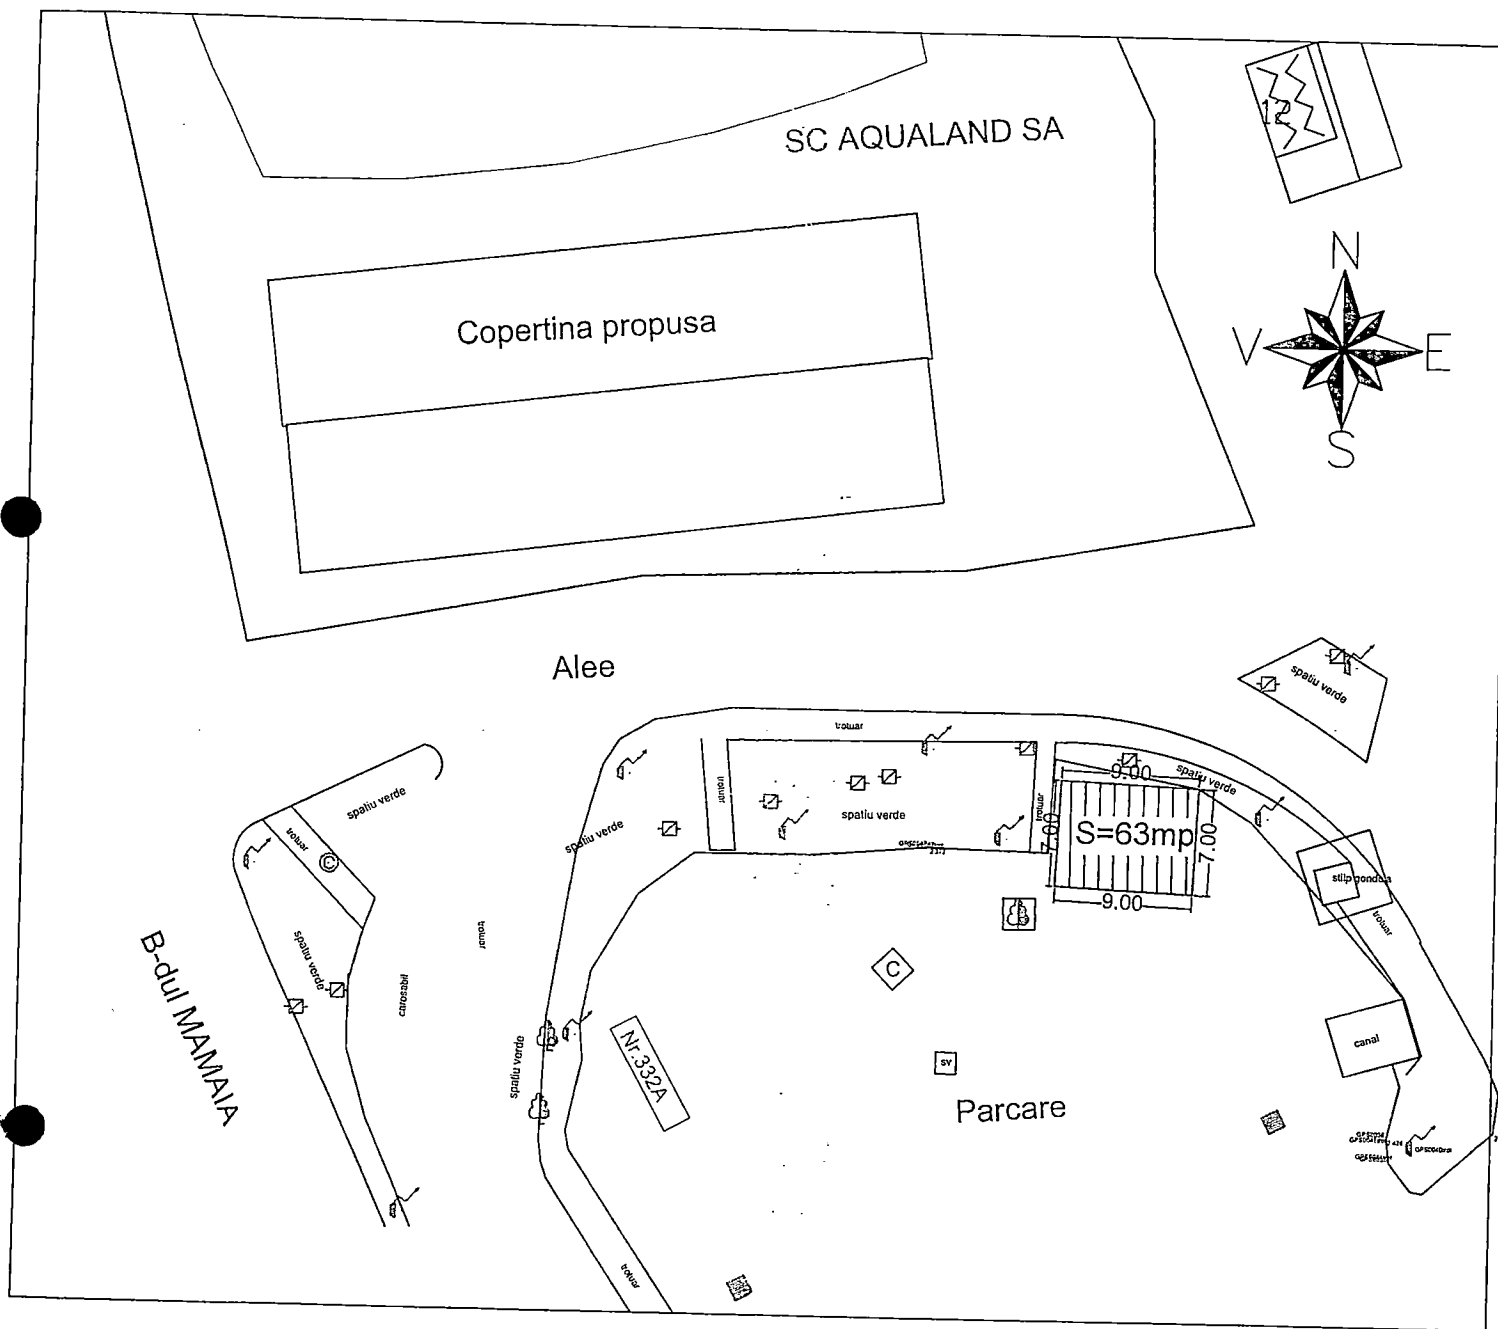 SC AQUALAND SA
12
N
V
E
S
Copertina propusa
Alee
spatiu verde
trotuar
spatiu verde
trotuar
C
spatiu verde
B-dul MAMAIA
carosabil
trotuar
spatiu verde
trotuar
spatiu verde
trotuar
9.00
spatiu verde
7.00
S=63mp
7.00
9.00
stilp gondola
trotuar
C
spatiu verde
Nr.332A
SY
Parcare
canal
trotuar